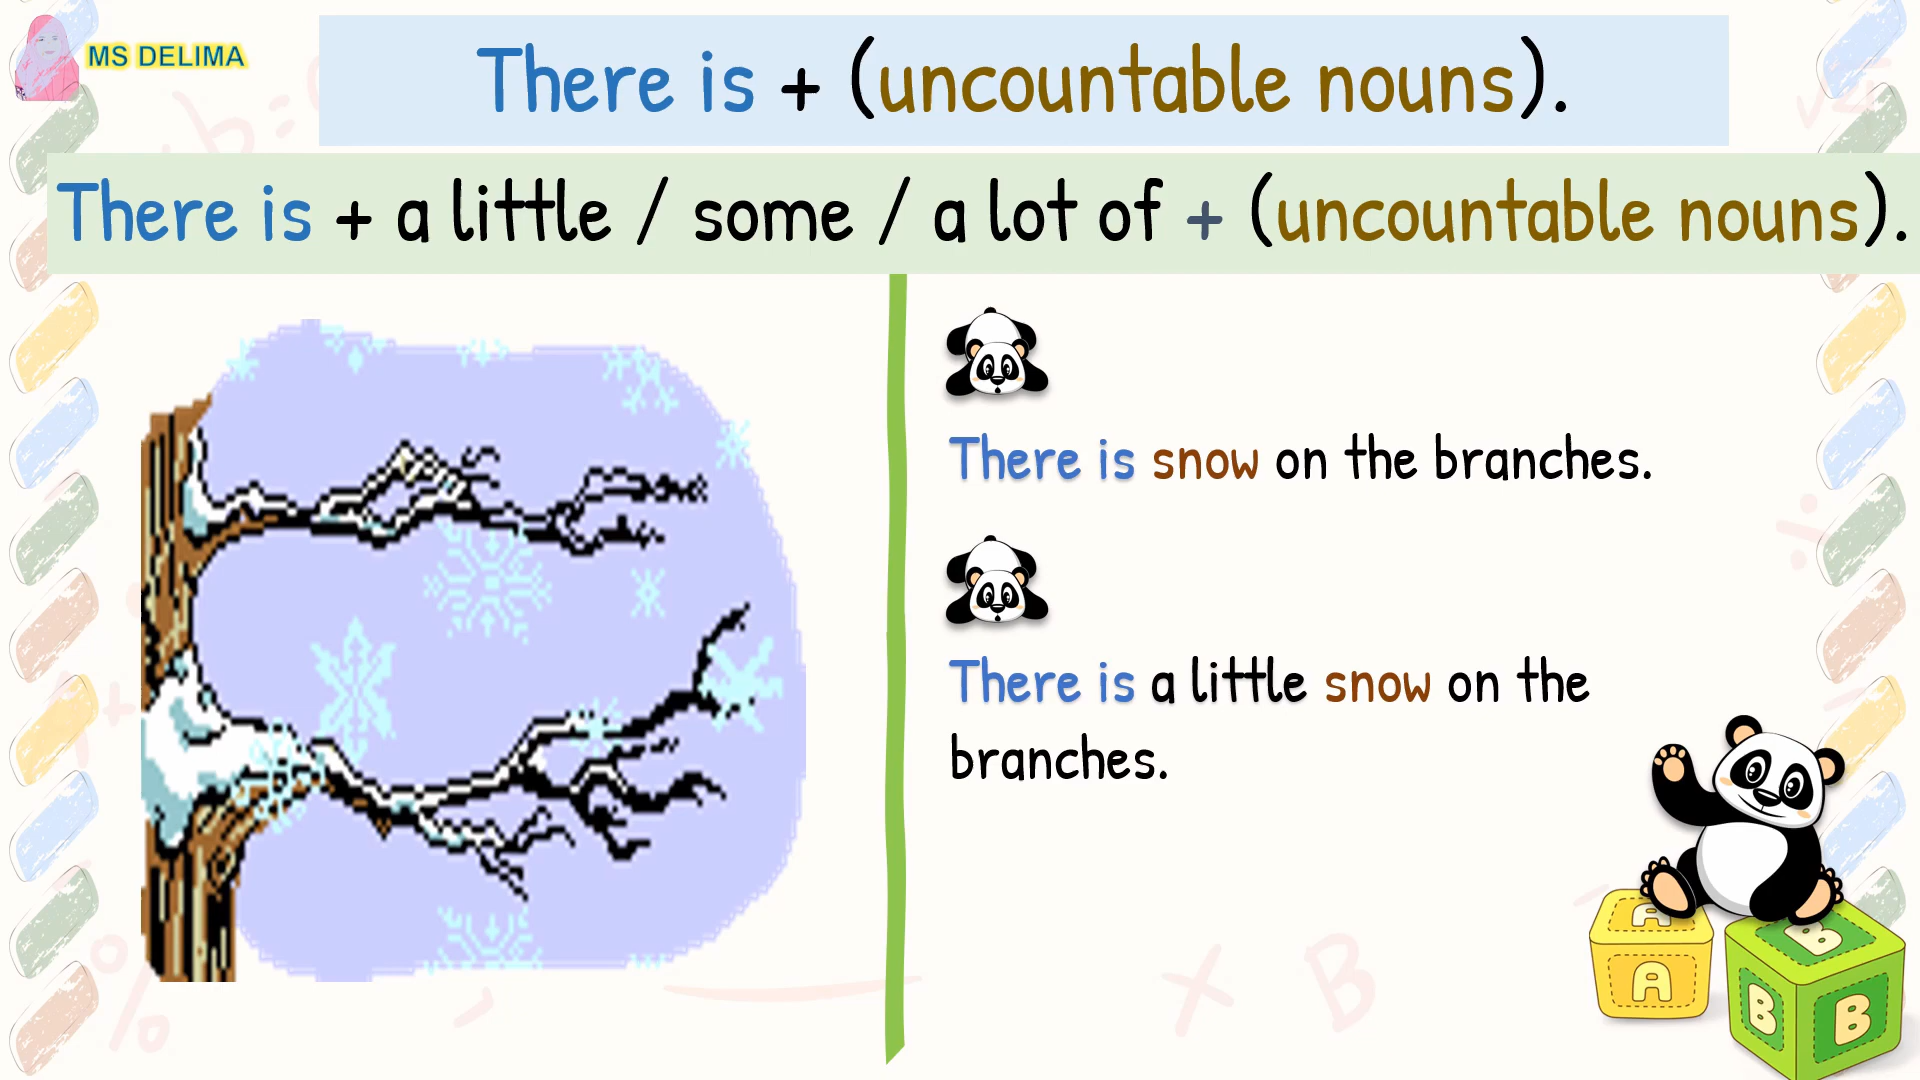 MS DELIMA
There is + (uncountable nouns).
There is + a little / some / a lot of + (uncountable nouns).
There is snow on the branches.
There is a little snow on the
branches.
A
A
B
B
B